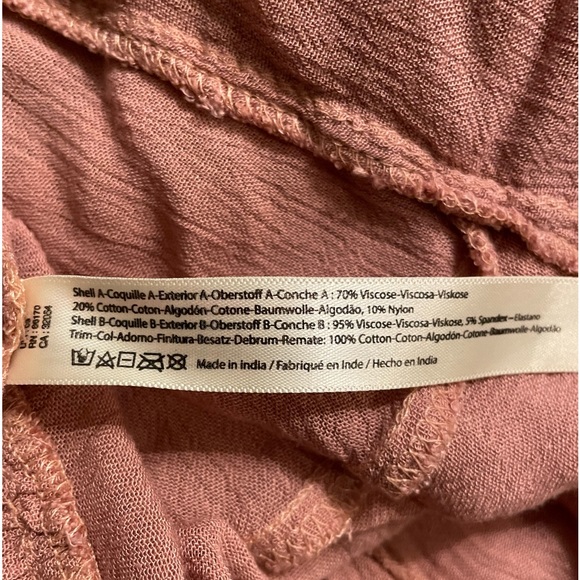 Shell A-Coquille A-Exterior A-Oberstoff A-Conche A : 70% Viscose-Viscosa-Viskose
20% Cotton-Coton-Algodón-Cotone-Baumwolle-Algodão, 10% Nylon
Shell B-Coquille B-Exterior B-Oberstoff B-Conche B : 95% Viscose-Viscosa-Viskose, 5% Spandex-Elastano
Trim-Col-Adorno-Finitura-Besatz-Debrum-Remate: 100% Cotton-Coton-Algodón-Cotone-Baumwolle-Algodão
Made in india / Fabriqué en Inde / Hecho en India
CA : 32054